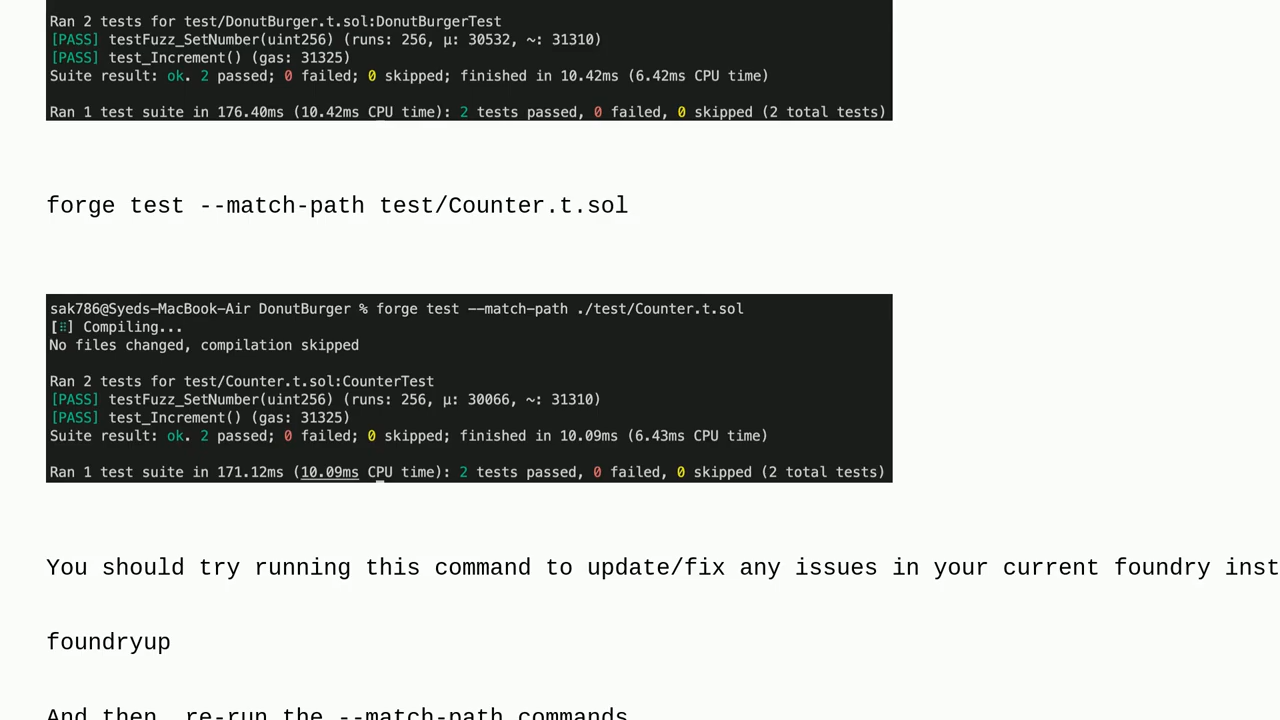 Ran 2 tests for test/DonutBurger.t.sol:DonutBurgerTest
[PASS] testFuzz_SetNumber(uint256) (runs: 256, μ: 30532, ~: 31310)
[PASS] test_Increment() (gas: 31325)
Suite result: ok. 2 passed; 0 failed; 0 skipped; finished in 10.42ms (6.42ms CPU time)
Ran 1 test suite in 176.40ms (10.42ms CPU time): 2 tests passed, 0 failed, 0 skipped (2 total tests)
forge test --match-path test/Counter.t.sol
sak786@Syeds-MacBook-Air DonutBurger % forge test --match-path ./test/Counter.t.sol
[⠿] Compiling...
No files changed, compilation skipped
Ran 2 tests for test/Counter.t.sol:CounterTest
[PASS] testFuzz_SetNumber(uint256) (runs: 256, μ: 30066, ~: 31310)
[PASS] test_Increment() (gas: 31325)
Suite result: ok. 2 passed; 0 failed; 0 skipped; finished in 10.09ms (6.43ms CPU time)
Ran 1 test suite in 171.12ms (10.09ms CPU time): 2 tests passed, 0 failed, 0 skipped (2 total tests)
You should try running this command to update/fix any issues in your current foundry inst
foundryup
And then, re-run the --match-path commands